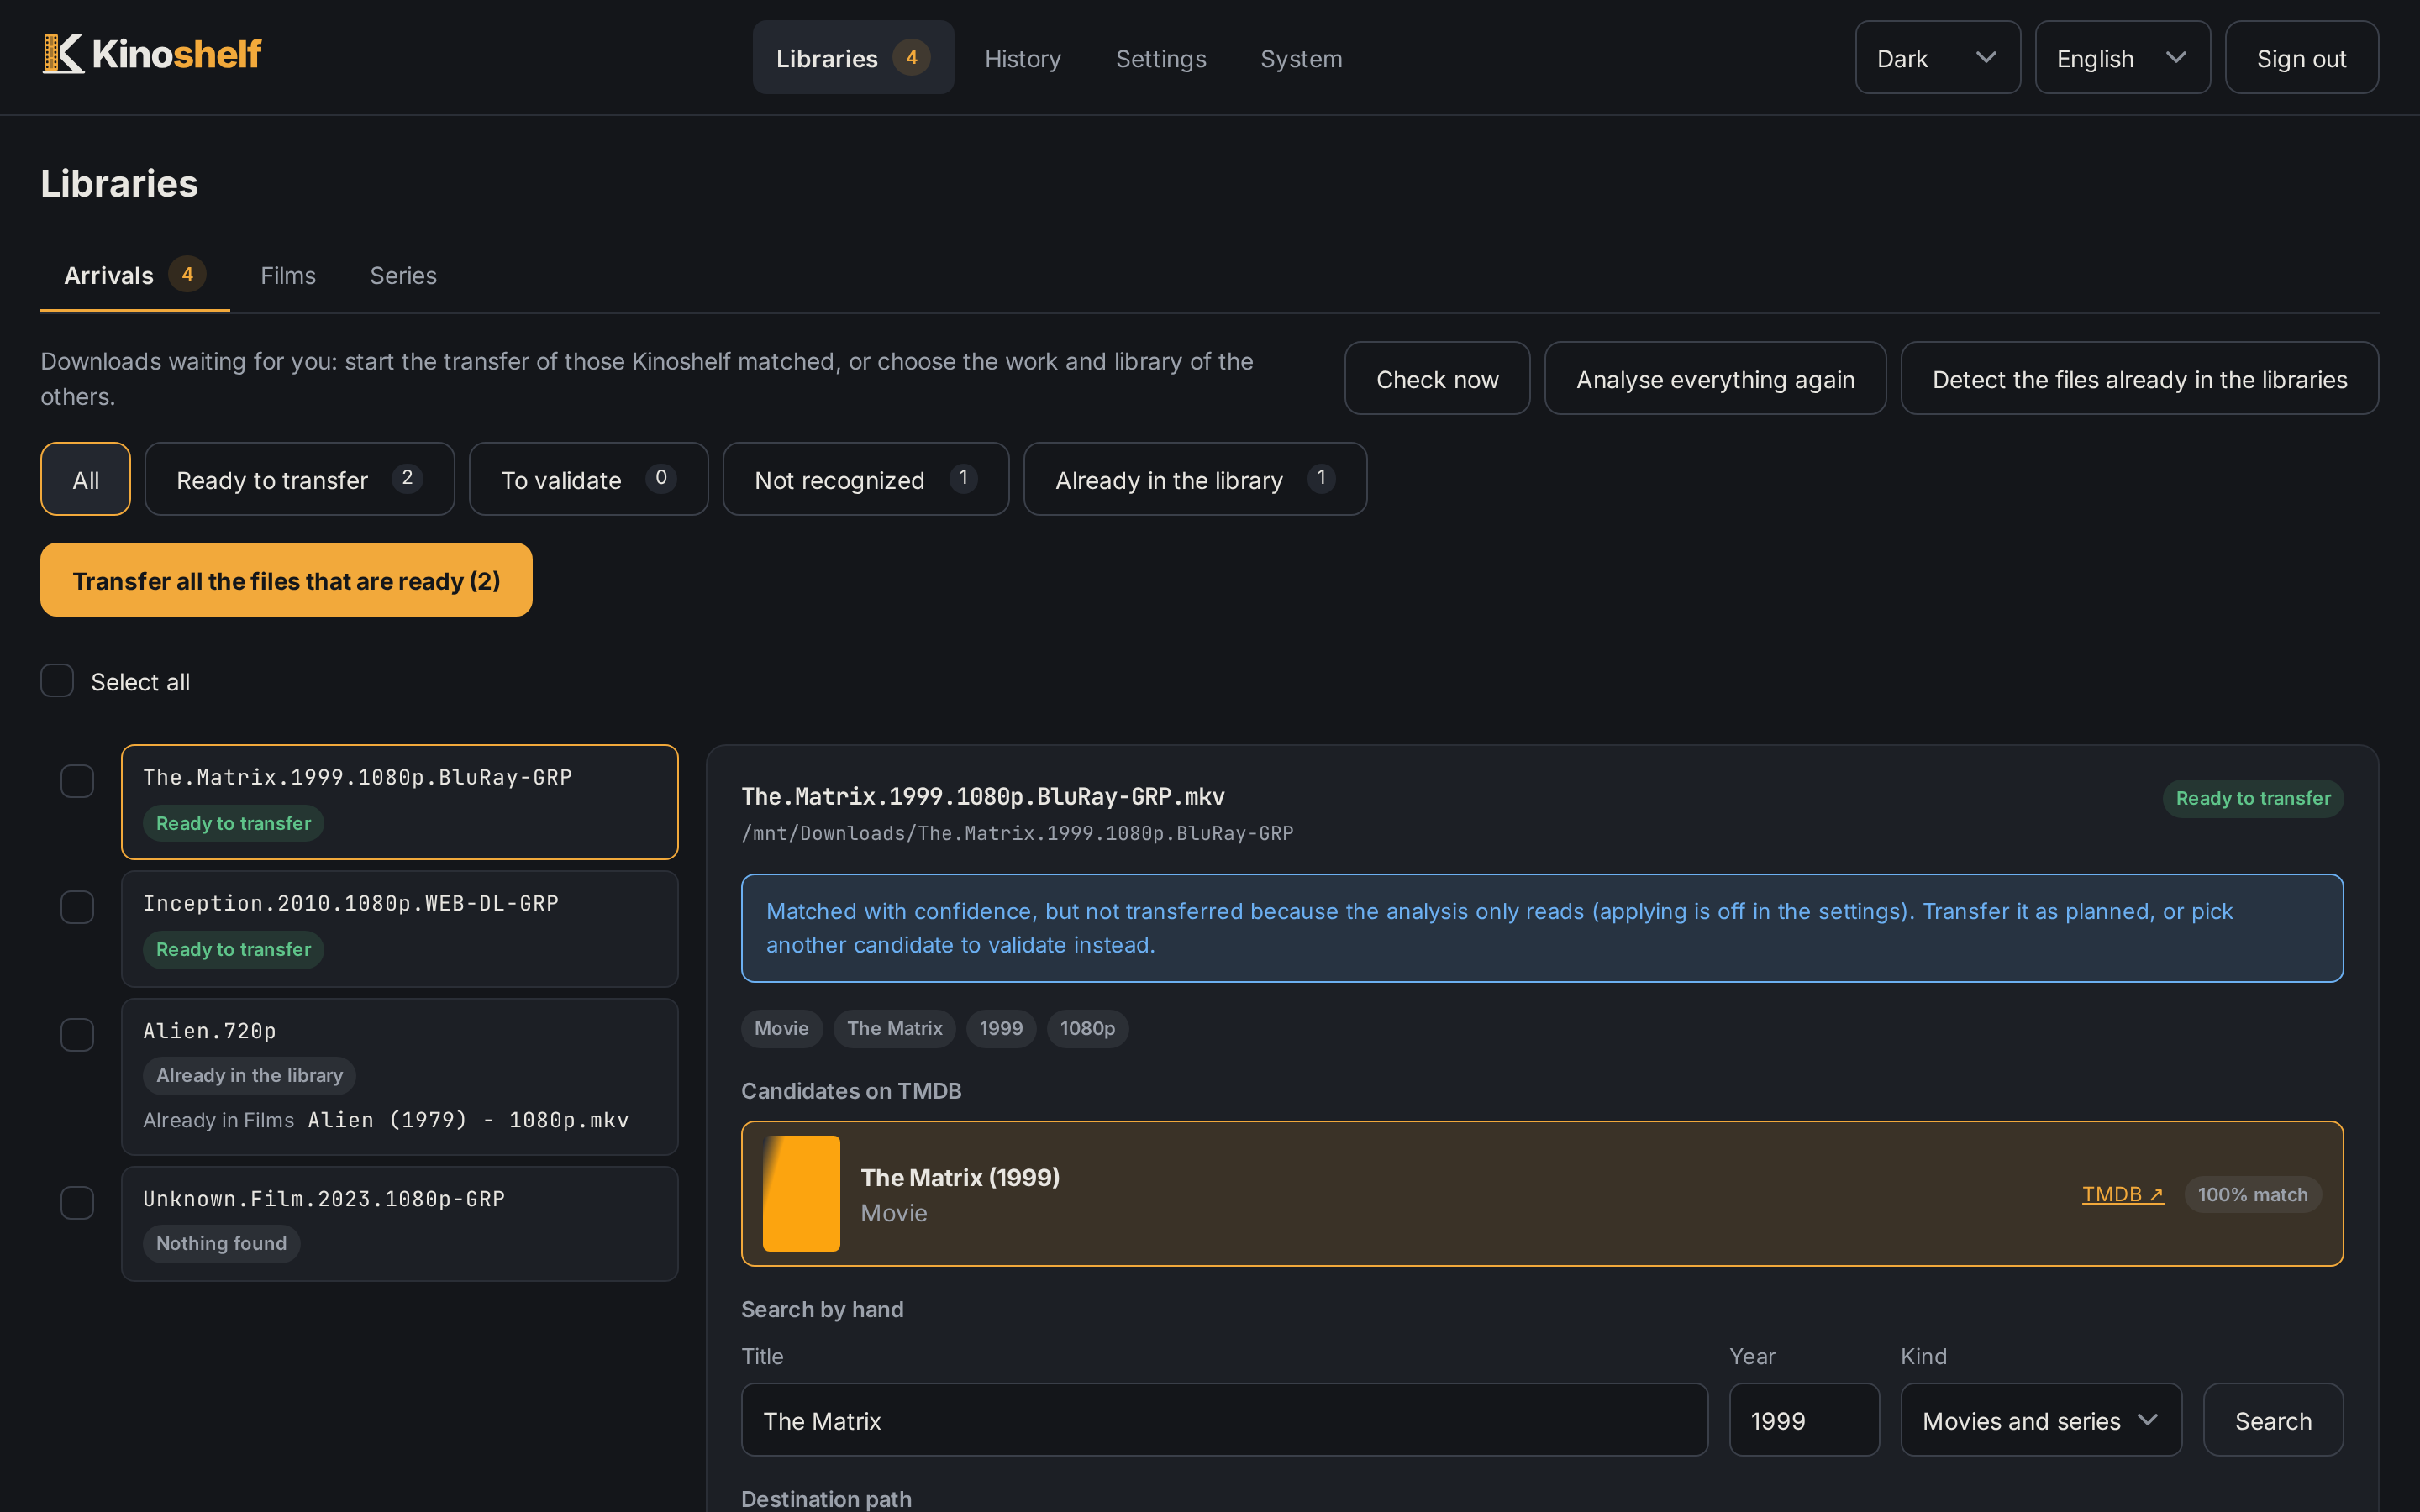 Kinoshelf
Libraries 4
History
Settings
System
Dark
English
Sign out
Libraries
Arrivals 4
Films
Series
Downloads waiting for you: start the transfer of those Kinoshelf matched, or choose the work and library of the
others.
Check now
Analyse everything again
Detect the files already in the libraries
All
Ready to transfer 2
To validate 0
Not recognized 1
Already in the library 1
Transfer all the files that are ready (2)
Select all
The.Matrix.1999.1080p.BluRay-GRP
Ready to transfer
Inception.2010.1080p.WEB-DL-GRP
Ready to transfer
Alien.720p
Already in the library
Already in Films Alien (1979) - 1080p.mkv
Unknown.Film.2023.1080p-GRP
Nothing found
The.Matrix.1999.1080p.BluRay-GRP.mkv
Ready to transfer
/mnt/Downloads/The.Matrix.1999.1080p.BluRay-GRP
Matched with confidence, but not transferred because the analysis only reads (applying is off in the settings). Transfer it as planned, or pick
another candidate to validate instead.
Movie
The Matrix
1999
1080p
Candidates on TMDB
The Matrix (1999)
Movie
TMDB ↗
100% match
Search by hand
Title
Year
Kind
The Matrix
1999
Movies and series
Search
Destination path